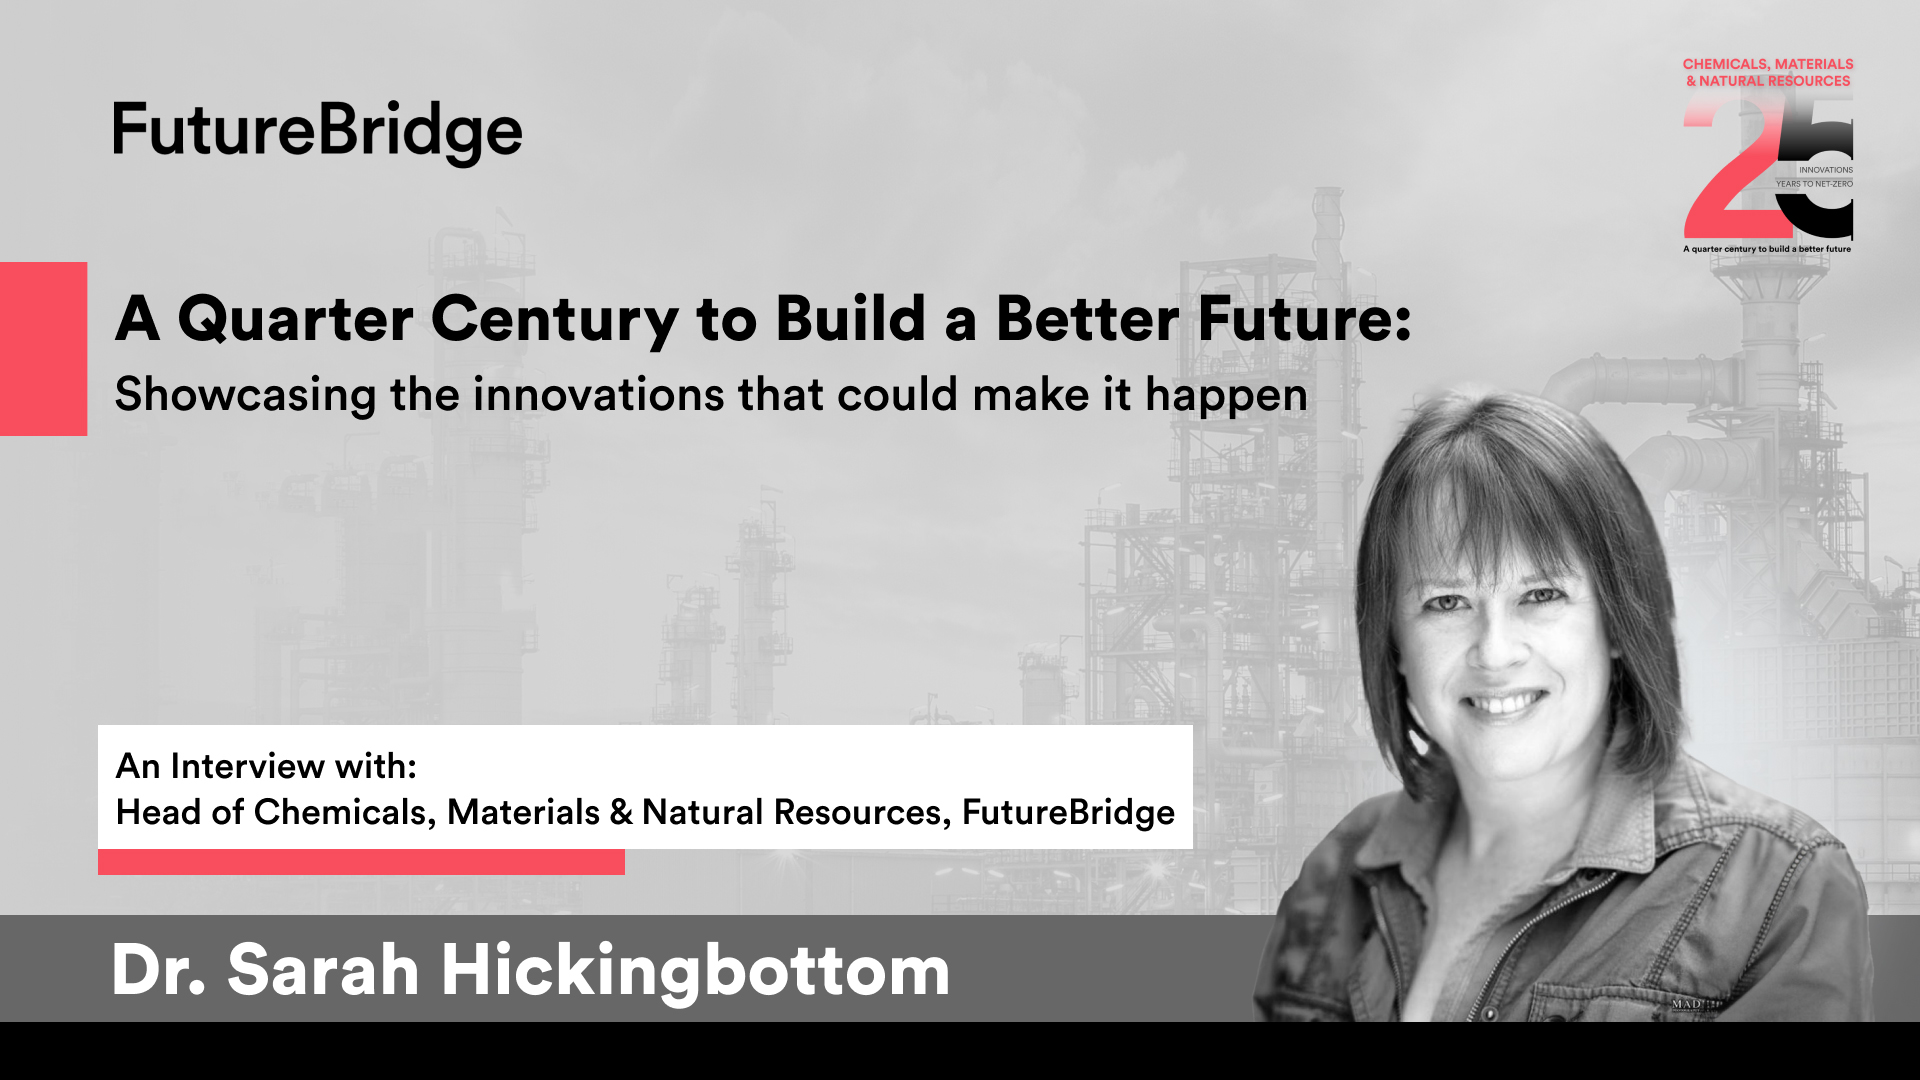 FutureBridge
CHEMICALS, MATERIALS
& NATURAL RESOURCES
25
INNOVATIONS
YEARS TO NET-ZERO
A quarter century to build a better future
A Quarter Century to Build a Better Future:
Showcasing the innovations that could make it happen
An Interview with:
Head of Chemicals, Materials & Natural Resources, FutureBridge
Dr. Sarah Hickingbottom
MAD